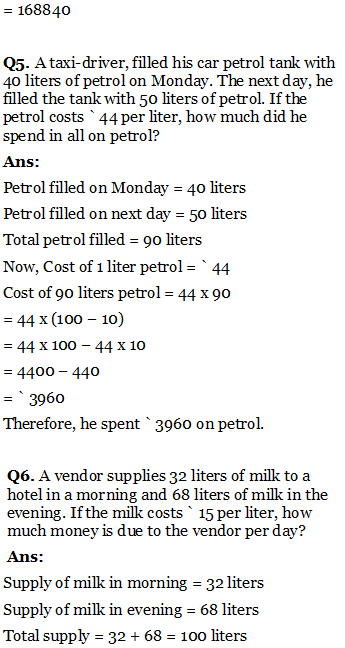 = 168840
Q5. A taxi-driver, filled his car petrol tank with
40 liters of petrol on Monday. The next day, he
filled the tank with 50 liters of petrol. If the
petrol costs ` 44 per liter, how much did he
spend in all on petrol?
Ans:
Petrol filled on Monday = 40 liters
Petrol filled on next day = 50 liters
Total petrol filled = 90 liters
Now, Cost of 1 liter petrol = ` 44
Cost of 90 liters petrol = 44 x 90
= 44 x (100 – 10)
= 44 x 100 – 44 x 10
= 4400 – 440
= ` 3960
Therefore, he spent ` 3960 on petrol.
Q6. A vendor supplies 32 liters of milk to a
hotel in a morning and 68 liters of milk in the
evening. If the milk costs ` 15 per liter, how
much money is due to the vendor per day?
Ans:
Supply of milk in morning = 32 liters
Supply of milk in evening = 68 liters
Total supply = 32 + 68 = 100 liters